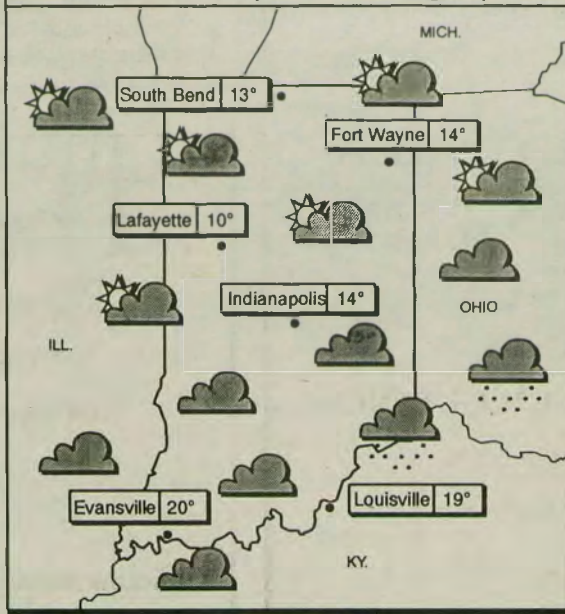 MICH.
South Bend 13°
Fort Wayne 14°
Lafayette 10°
Indianapolis 14°
OHIO
ILL.
Evansville 20°
Louisville 19°
KY.